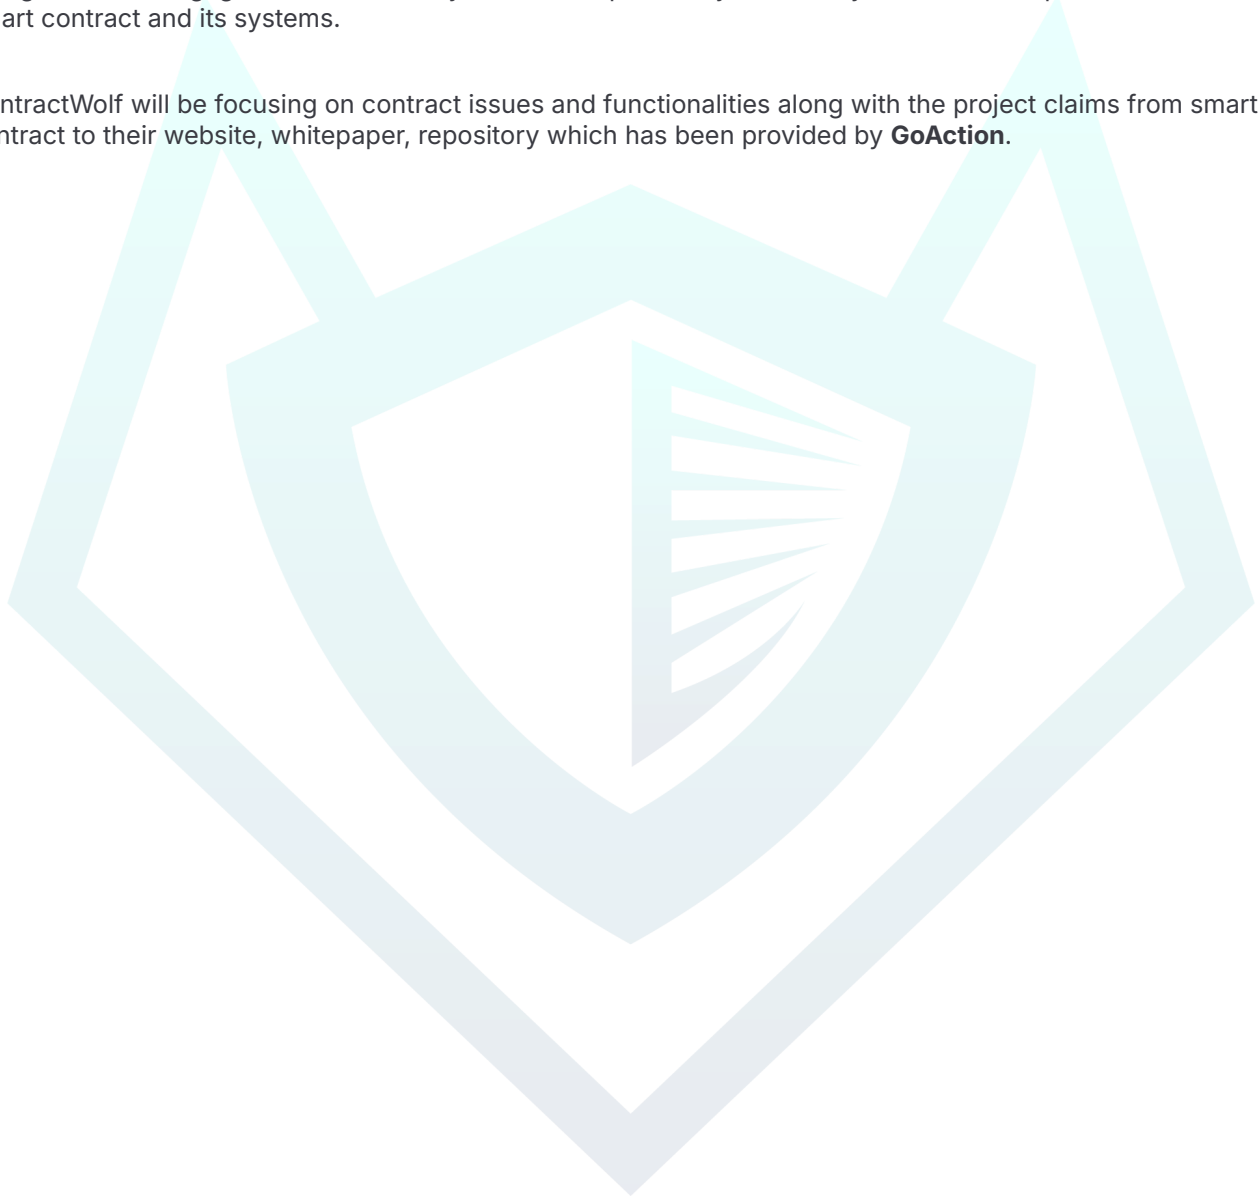 art contract and its systems.
ntractWolf will be focusing on contract issues and functionalities along with the project claims from smart
ntract to their website, whitepaper, repository which has been provided by GoAction.